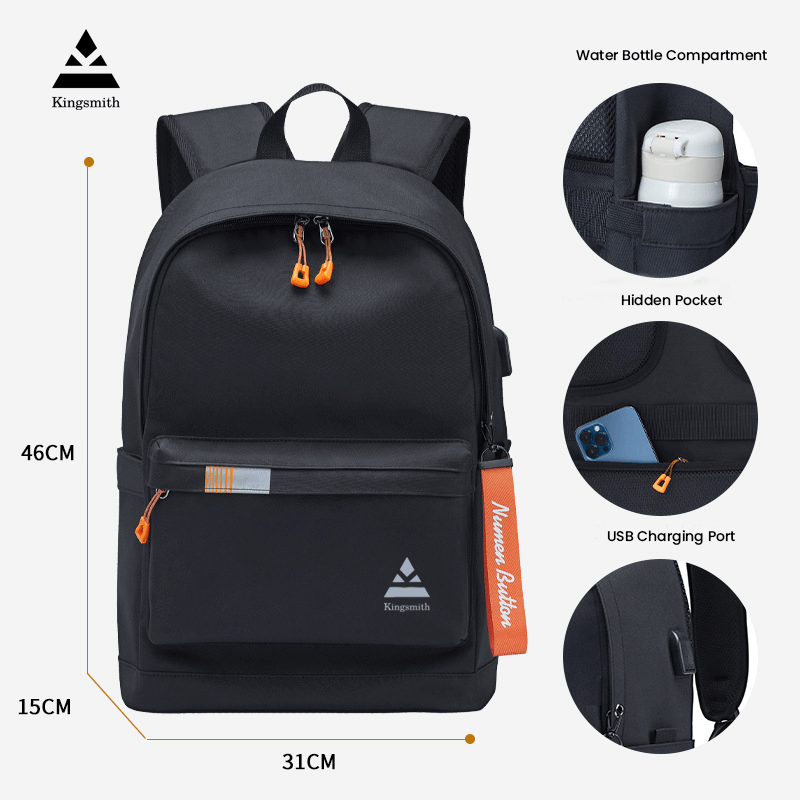 Kingsmith
Water Bottle Compartment
Hidden Pocket
46CM
Numen Button
USB Charging Port
Kingsmith
15CM
31CM